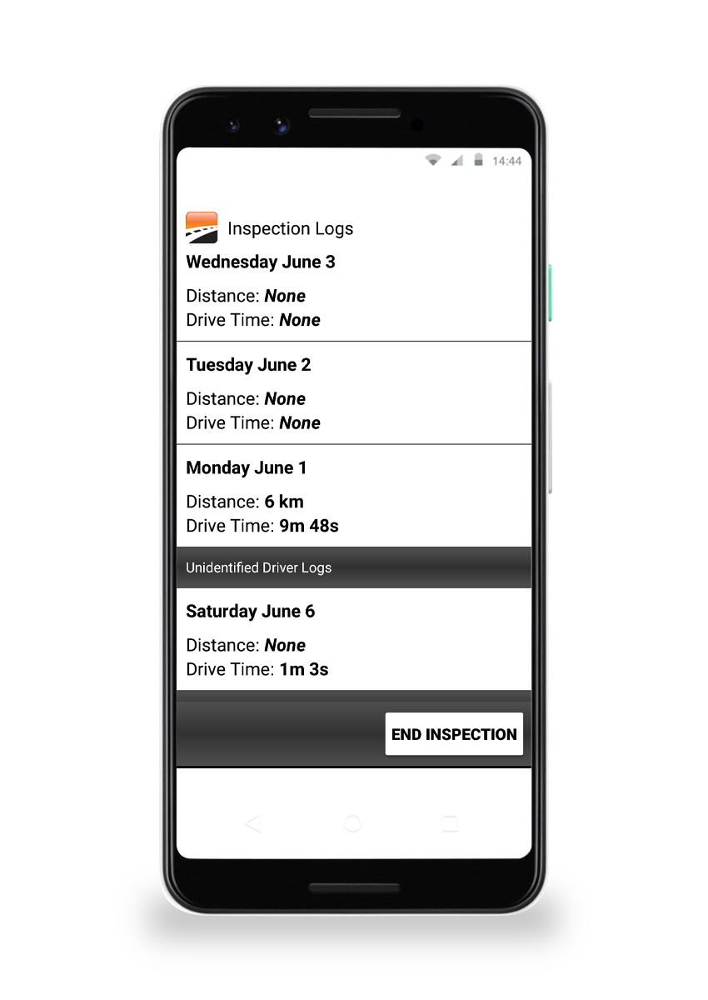 14:44
Inspection Logs
Wednesday June 3
Distance: None
Drive Time: None
Tuesday June 2
Distance: None
Drive Time: None
Monday June 1
Distance: 6 km
Drive Time: 9m 48s
Unidentified Driver Logs
Saturday June 6
Distance: None
Drive Time: 1m 3s
END INSPECTION